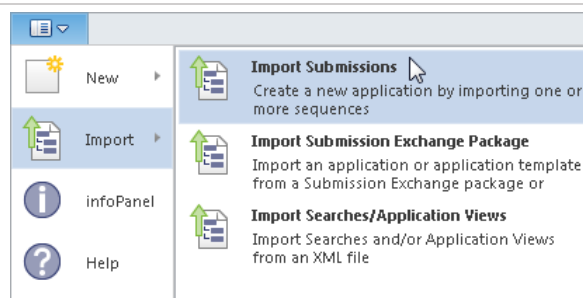 New
Import
infoPanel
Help
Import Submissions
Create a new application by importing one or
more sequences
Import Submission Exchange Package
Import an application or application template
from a Submission Exchange package or
Import Searches/Application Views
Import Searches and/or Application Views
from an XML file